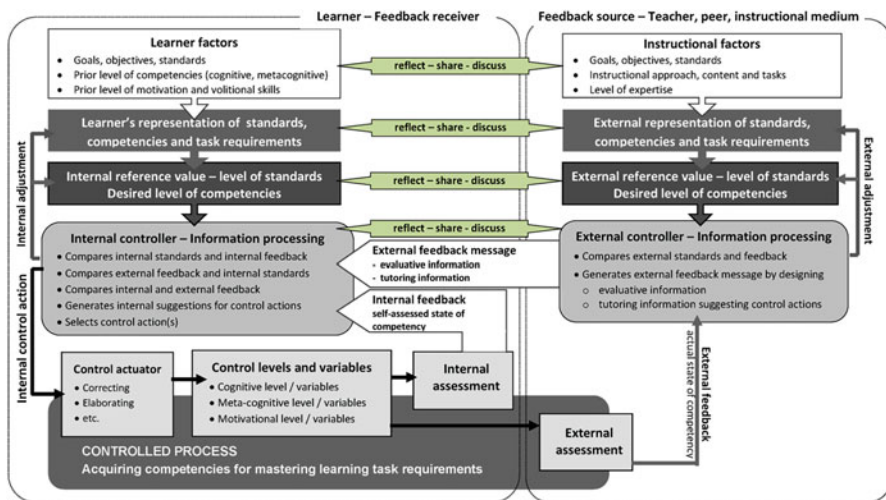 Learner – Feedback receiver
Feedback source – Teacher, peer, instructional medium
Learner factors
• Goals, objectives, standards
• Prior level of competencies (cognitive, metacognitive)
• Prior level of motivation and volitional skills
reflect – share - discuss
Instructional factors
• Goals, objectives, standards
• Instructional approach, content and tasks
• Level of expertise
Learner's representation of standards,
competencies and task requirements
reflect – share - discuss
External representation of standards,
competencies and task requirements
Internal reference value – level of standards
Desired level of competencies
reflect – share - discuss
External reference value – level of standards
Desired level of competencies
Internal adjustment
External adjustment
reflect – share - discuss
Internal controller – Information processing
• Compares internal standards and internal feedback
• Compares external feedback and internal standards
• Compares internal and external feedback
• Generates internal suggestions for control actions
• Selects control action(s)
External feedback message
- evaluative information
- tutoring information
Internal feedback
self-assessed state of
competency
External controller – Information processing
• Compares external standards and feedback
• Generates external feedback message by designing
o evaluative information
o tutoring information suggesting control actions
Internal control action
Control actuator
• Correcting
• Elaborating
• etc.
Control levels and variables
• Cognitive level / variables
• Meta-cognitive level / variables
• Motivational level / variables
Internal
assessment
External
assessment
External feedback
actual state of competency
CONTROLLED PROCESS
Acquiring competencies for mastering learning task requirements